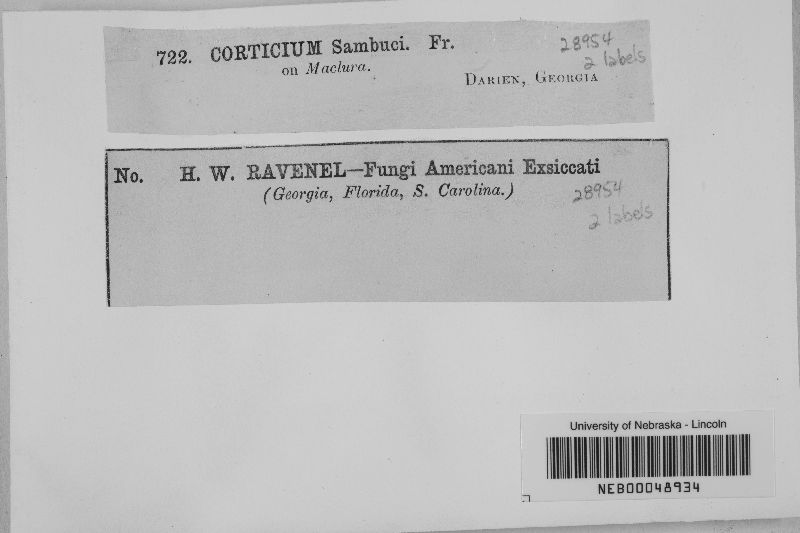 722. CORTICIUM Sambuci. Fr.
on Maclura.
DARIEN, GEORGIA
28954
2 labels
No. H. W. RAVENEL—Fungi Americani Exsiccati
(Georgia, Florida, S. Carolina.)
28954
2 labels
University of Nebraska - Lincoln
NEB00048934